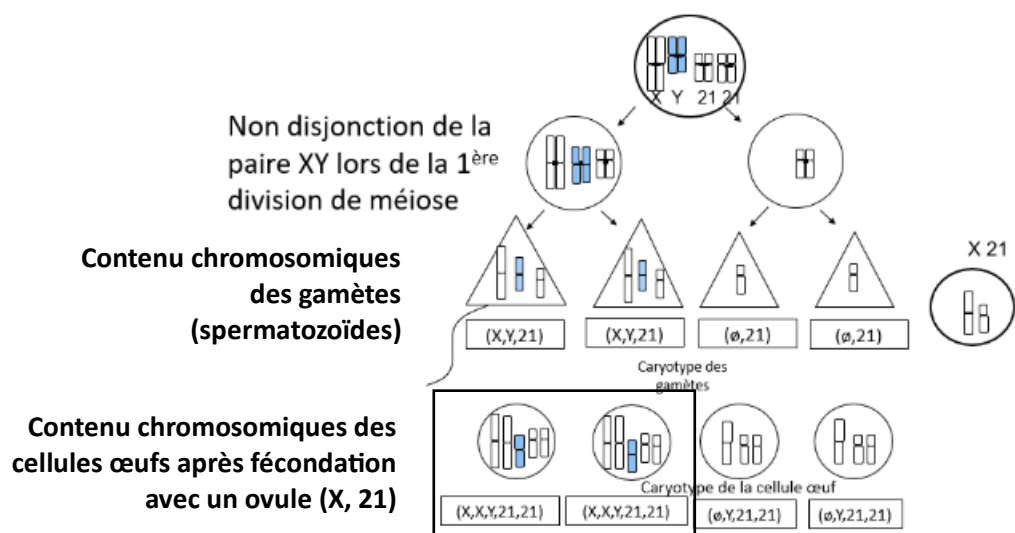 X Y 21 21
Non disjonction de la
paire XY lors de la 1ère
division de méiose
Contenu chromosomiques
des gamètes
(spermatozoïdes)
X 21
(X,Y,21)
(X,Y,21)
(ø,21)
(ø,21)
Caryotype des
gamètes
Contenu chromosomiques des
cellules œufs après fécondation
avec un ovule (X, 21)
Caryotype de la cellule œuf
(X,X,Y,21,21)
(X,X,Y,21,21)
(ø,Y,21,21)
(ø,Y,21,21)